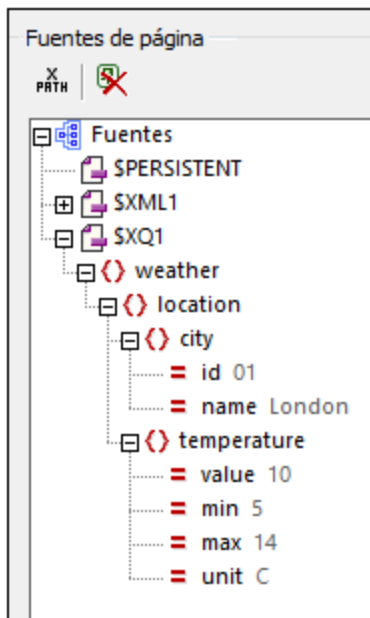 Fuentes de página
X
PATH
Fuentes
$PERSISTENT
$XML1
$XQ1
weather
location
city
id 01
name London
temperature
value 10
min 5
max 14
unit C